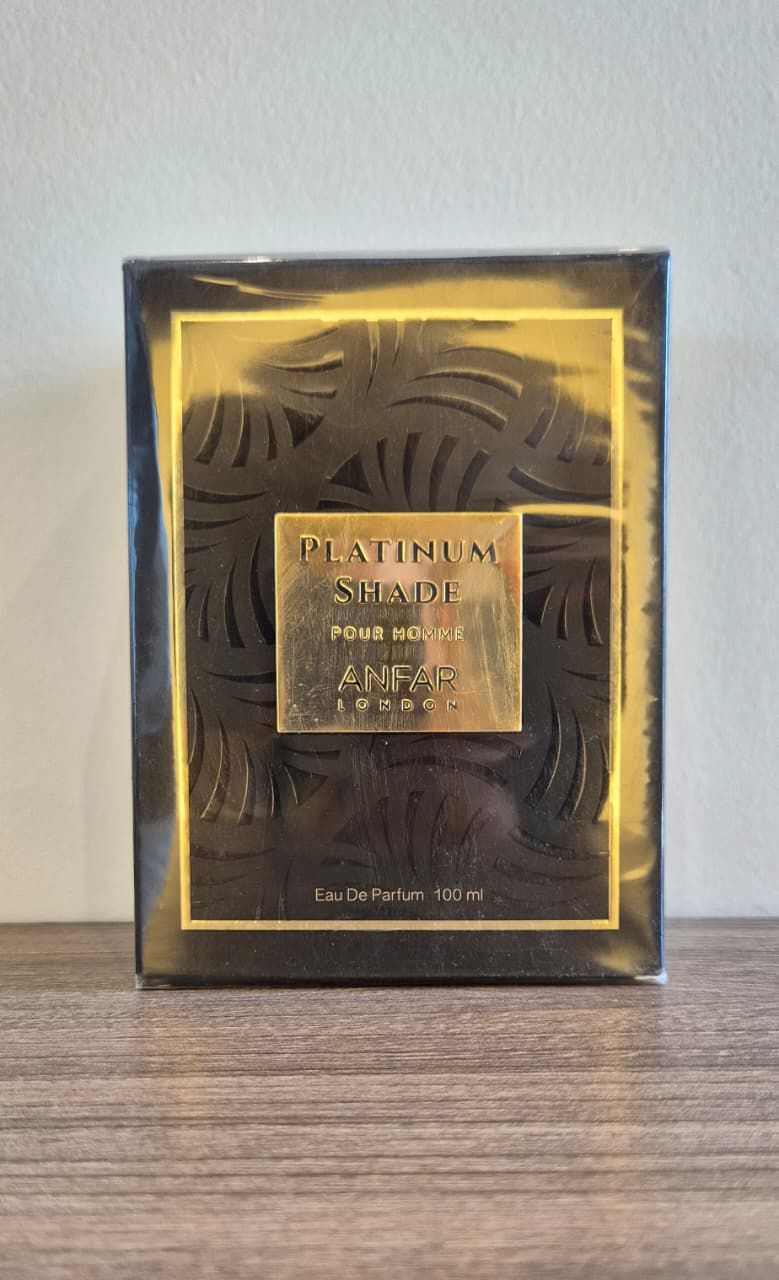 PLATINUM
SHADE
POUR HOMME
ANFAR
LONDON
Eau De Parfum 100 ml